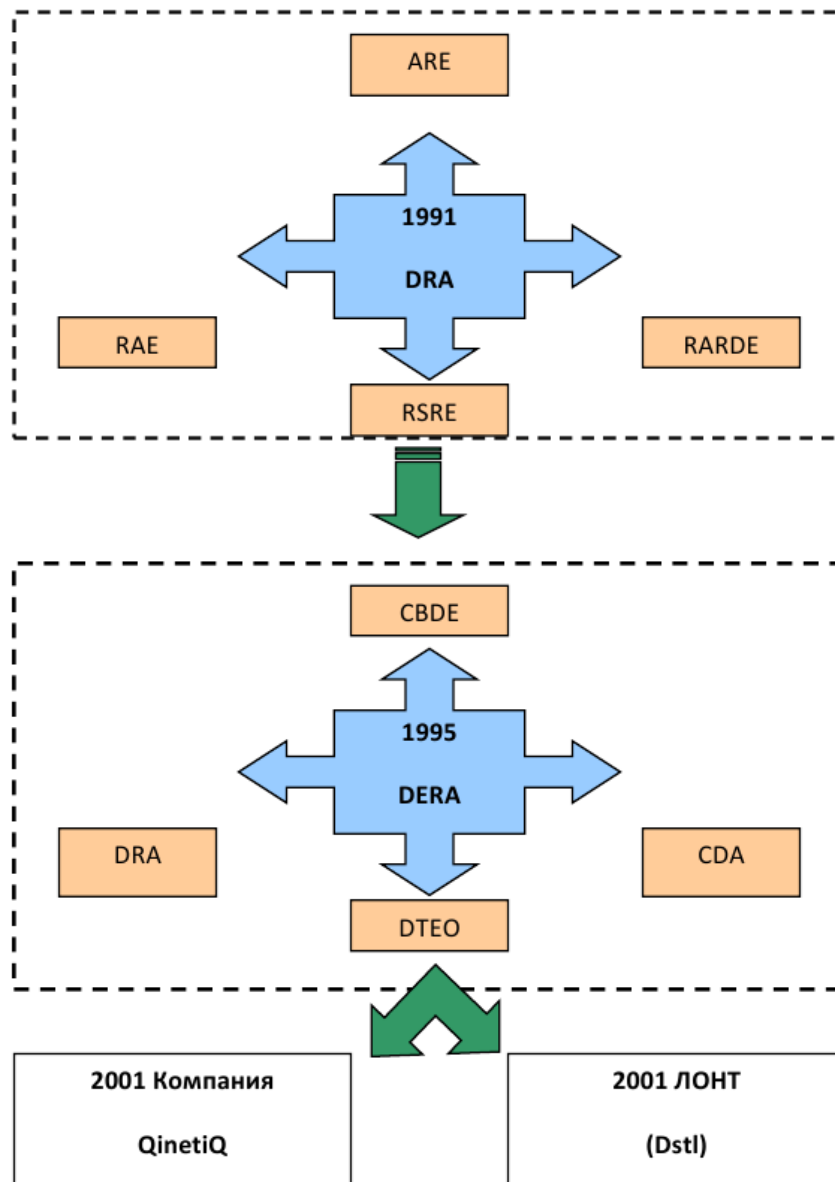 ARE
1991
DRA
RAE
RARDE
RSRE
CBDE
1995
DERA
DRA
CDA
DTEO
2001 Компания
QinetiQ
2001 ЛОНТ
(Dstl)